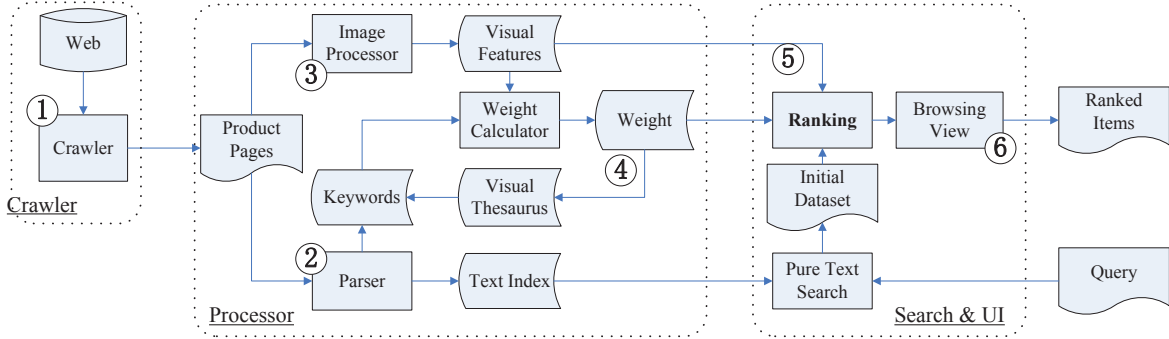 Web
①
Crawler
Crawler
Product
Pages
③
Image
Processor
Visual
Features
Weight
Calculator
Weight
④
Keywords
Visual
Thesaurus
②
Parser
Text Index
Processor
⑤
Ranking
Browsing
View
⑥
Initial
Dataset
Pure Text
Search
Search & UI
Ranked
Items
Query